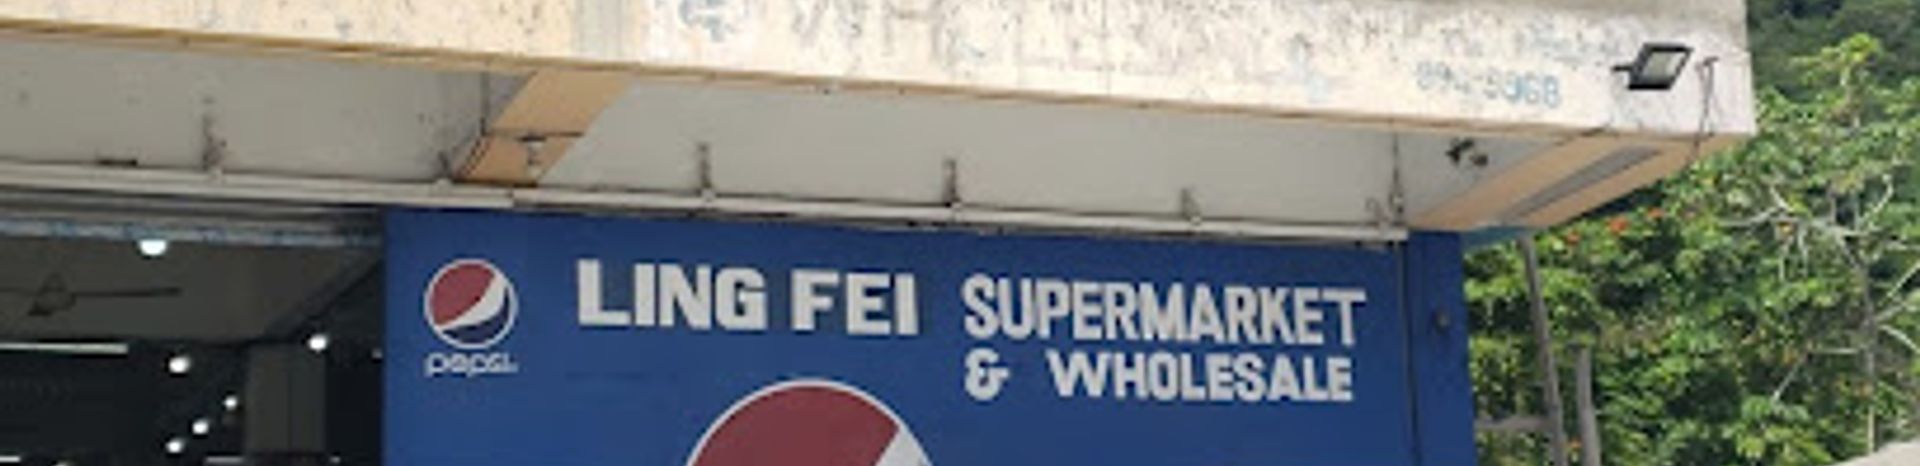 pepsi
LING FEI SUPERMARKET
& WHOLESALE